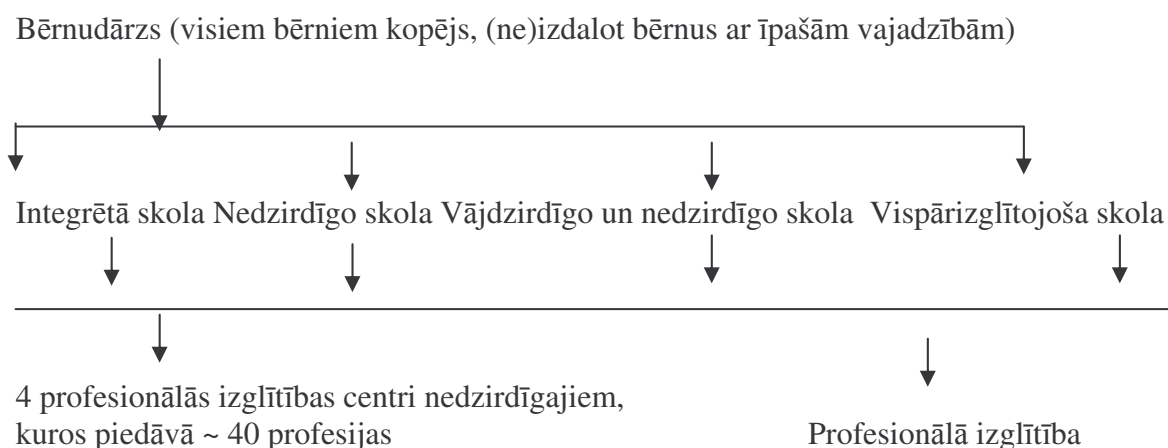 Bērnudārzs (visiem bērniem kopējs, (ne)izdalot bērnus ar īpašām vajadzībām)
Integrētā skola Nedzirdīgo skola Vājdzirdīgo un nedzirdīgo skola Vispārizglītojoša skola
4 profesionālās izglītības centri nedzirdīgajiem,
kuros piedāvā ~ 40 profesijas Profesionālā izglītība